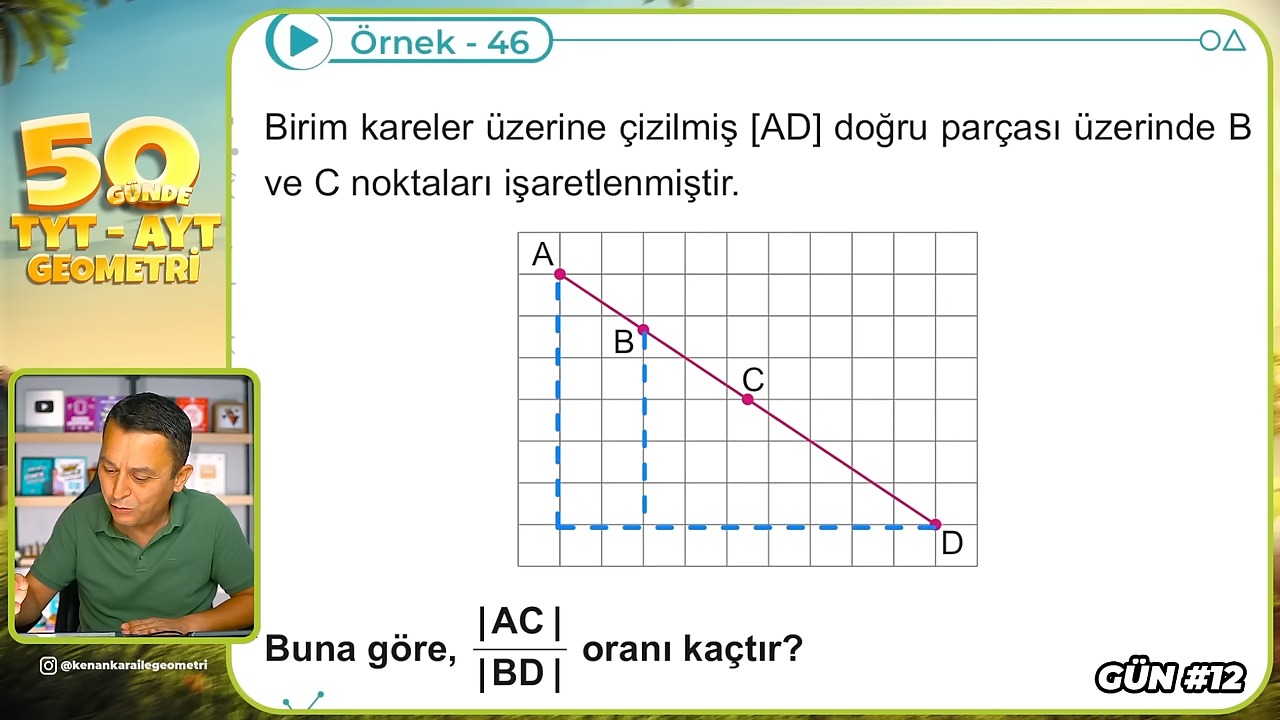 Örnek - 46
50
GÜNDE
TYT - AYT
GEOMETRİ
Birim kareler üzerine çizilmiş [AD] doğru parçası üzerinde B
ve C noktaları işaretlenmiştir.
A
B
C
D
Buna göre, |AC| / |BD| oranı kaçtır?
@kenankarailegeometri
GÜN #12